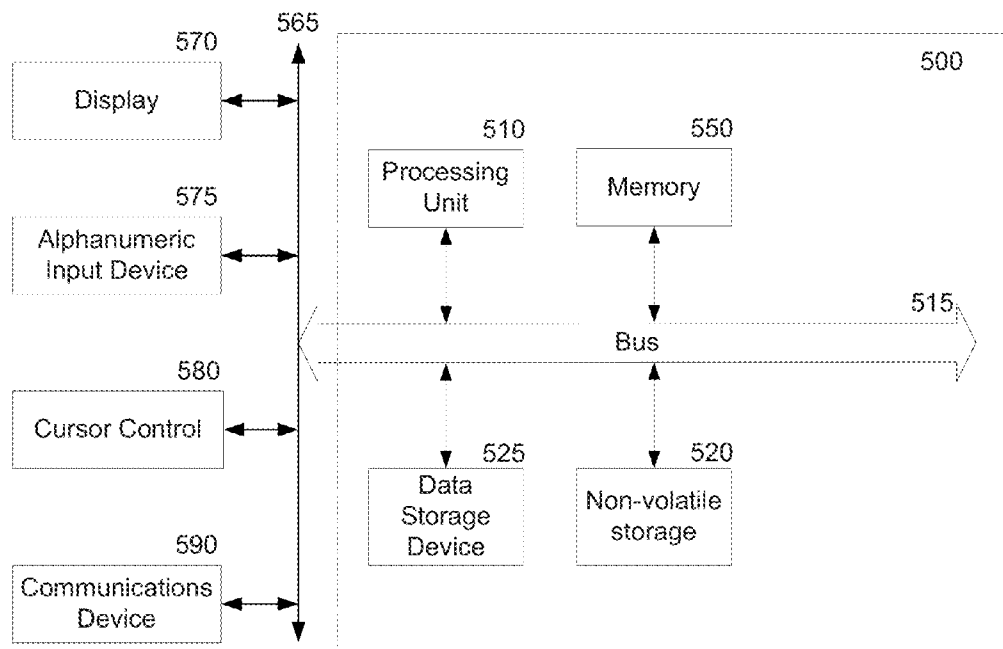 565
570
Display
500
510
Processing
Unit
550
Memory
575
Alphanumeric
Input Device
515
Bus
580
Cursor Control
525
Data
Storage
Device
520
Non-volatile
storage
590
Communications
Device